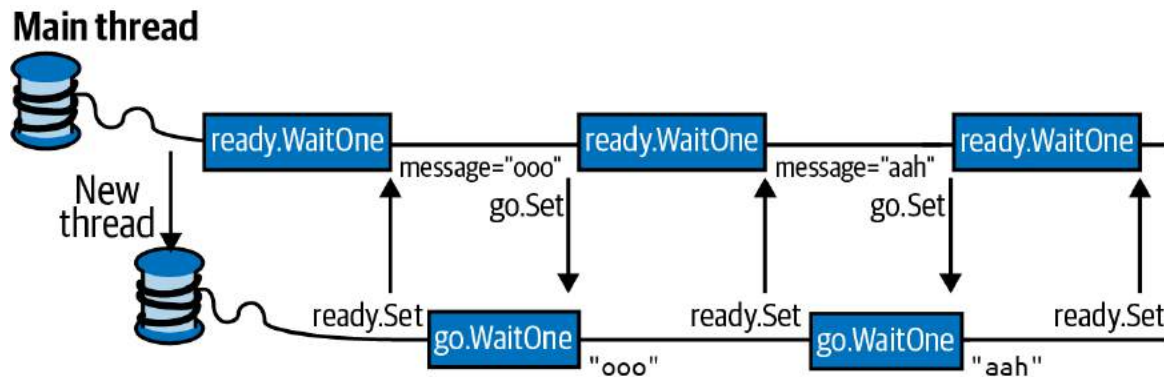 Main thread
ready.WaitOne
ready.WaitOne
ready.WaitOne
message="ooo"
message="aah"
New
thread
go.Set
go.Set
ready.Set
ready.Set
ready.Set
go.WaitOne
go.WaitOne
"ooo"
"aah"